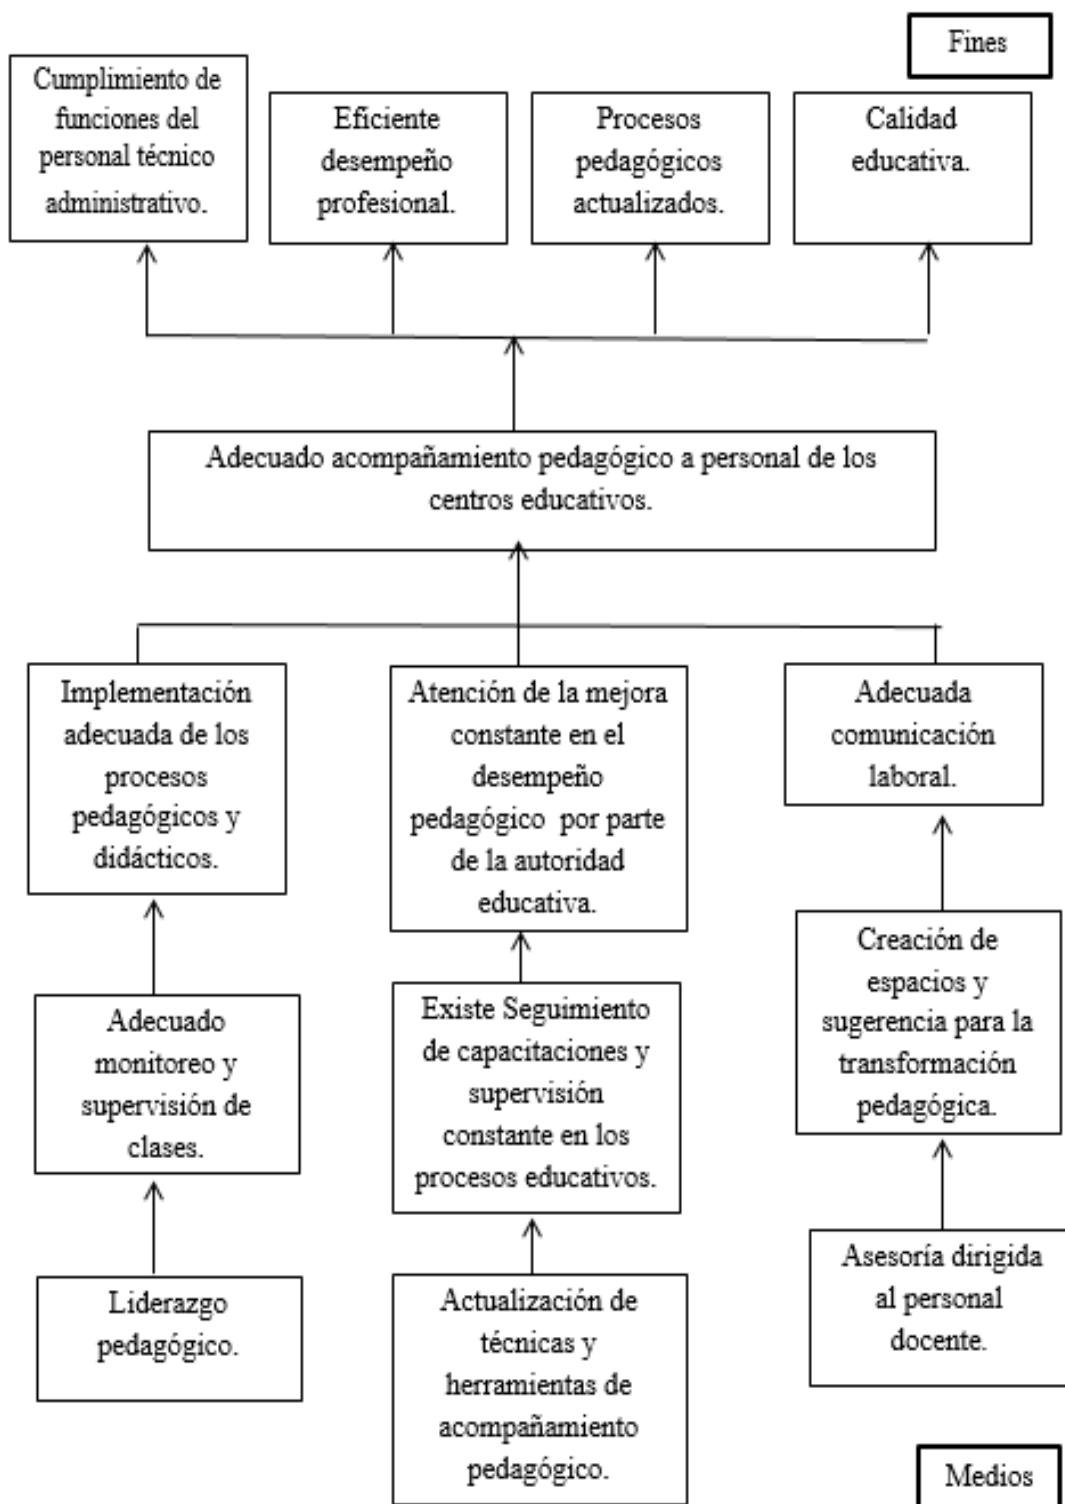 Fines
Cumplimiento de
funciones del
personal técnico
administrativo.
Eficiente
desempeño
profesional.
Procesos
pedagógicos
actualizados.
Calidad
educativa.
Adecuado acompañamiento pedagógico a personal de los
centros educativos.
Implementación
adecuada de los
procesos
pedagógicos y
didácticos.
Atención de la mejora
constante en el
desempeño
pedagógico por parte
de la autoridad
educativa.
Adecuada
comunicación
laboral.
Adecuado
monitoreo y
supervisión de
clases.
Existe Seguimiento
de capacitaciones y
supervisión
constante en los
procesos educativos.
Creación de
espacios y
sugerencia para la
transformación
pedagógica.
Liderazgo
pedagógico.
Actualización de
técnicas y
herramientas de
acompañamiento
pedagógico.
Asesoría dirigida
al personal
docente.
Medios